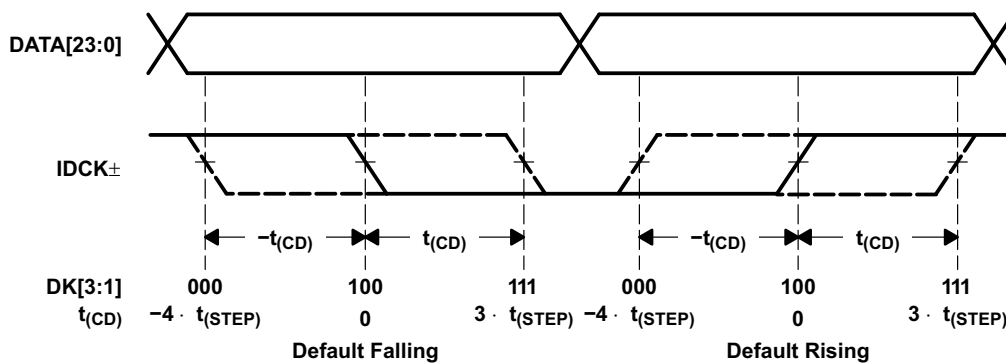 DATA[23:0]
IDCK±
−t(CD) t(CD) −t(CD) t(CD)
DK[3:1] 000 100 111 000 100 111
t(CD) −4 · t(STEP) 0 3 · t(STEP) −4 · t(STEP) 0 3 · t(STEP)
Default Falling Default Rising